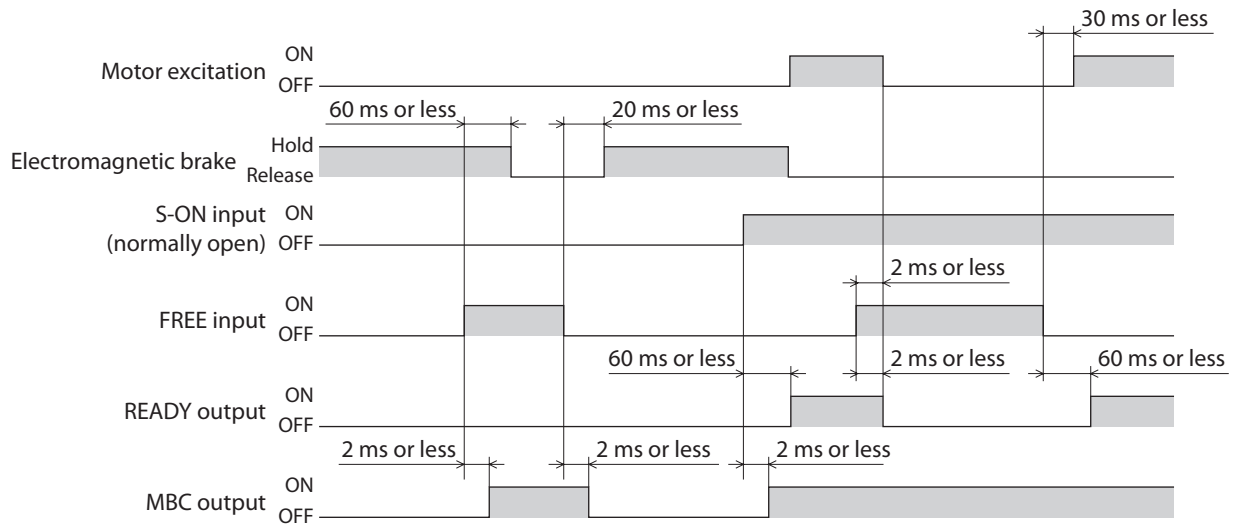 30 ms or less
Motor excitation
ON
OFF
60 ms or less
20 ms or less
Electromagnetic brake
Hold
Release
S-ON input
(normally open)
ON
OFF
2 ms or less
FREE input
ON
OFF
60 ms or less
2 ms or less
60 ms or less
READY output
ON
OFF
2 ms or less
2 ms or less
2 ms or less
MBC output
ON
OFF